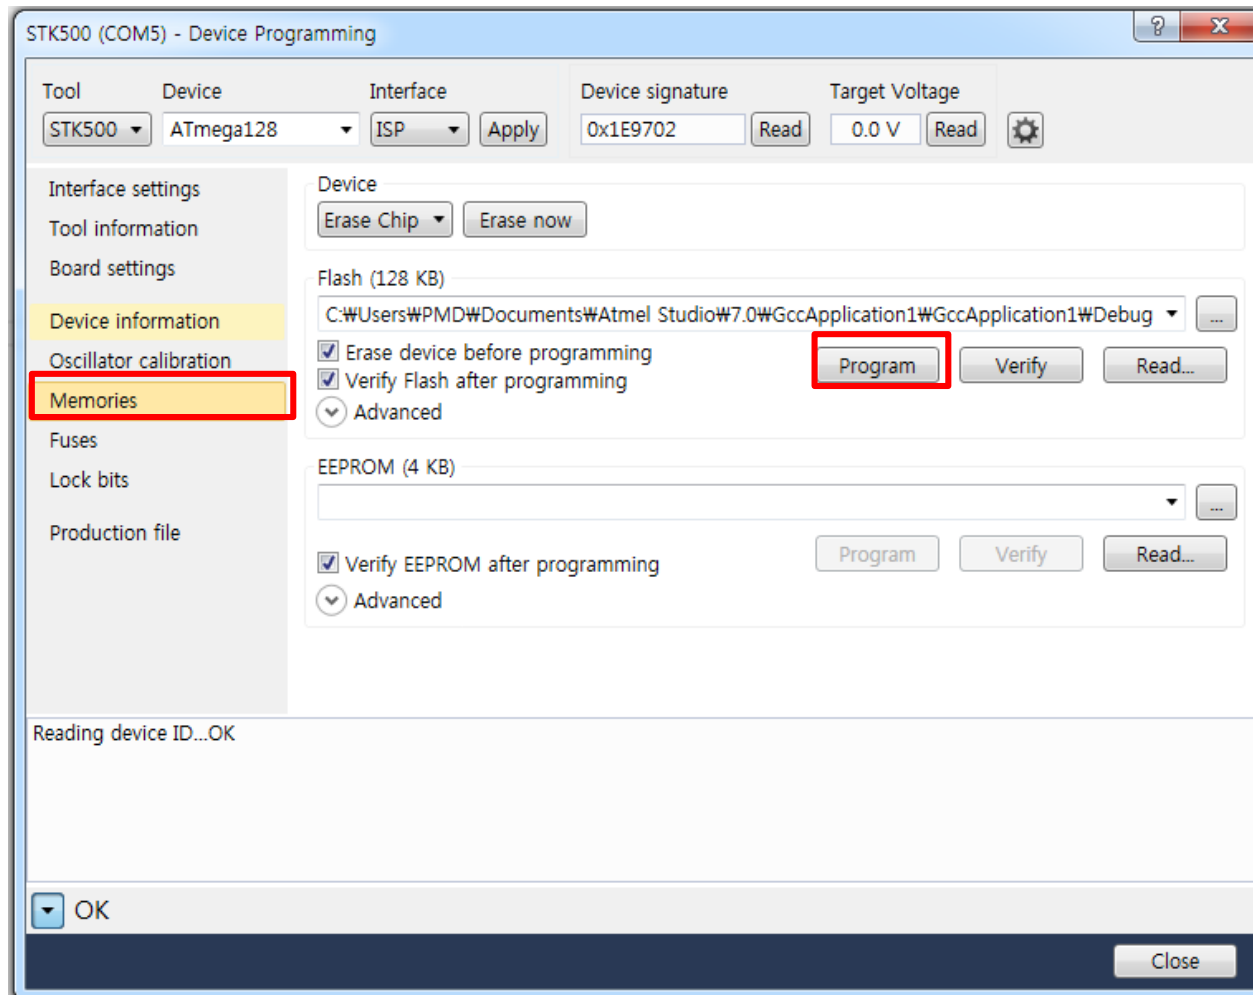 STK500 (COM5) - Device Programming
Tool Device Interface Device signature Target Voltage
STK500 ATmega128 ISP Apply 0x1E9702 Read 0.0 V Read
Interface settings
Tool information
Board settings
Device information
Oscillator calibration
Memories
Fuses
Lock bits
Production file
Device
Erase Chip Erase now
Flash (128 KB)
C:₩Users₩PMD₩Documents₩Atmel Studio₩7.0₩GccApplication1₩GccApplication1₩Debug ...
Erase device before programming
Verify Flash after programming
Program Verify Read...
Advanced
EEPROM (4 KB)
...
Verify EEPROM after programming
Program Verify Read...
Advanced
Reading device ID...OK
OK
Close